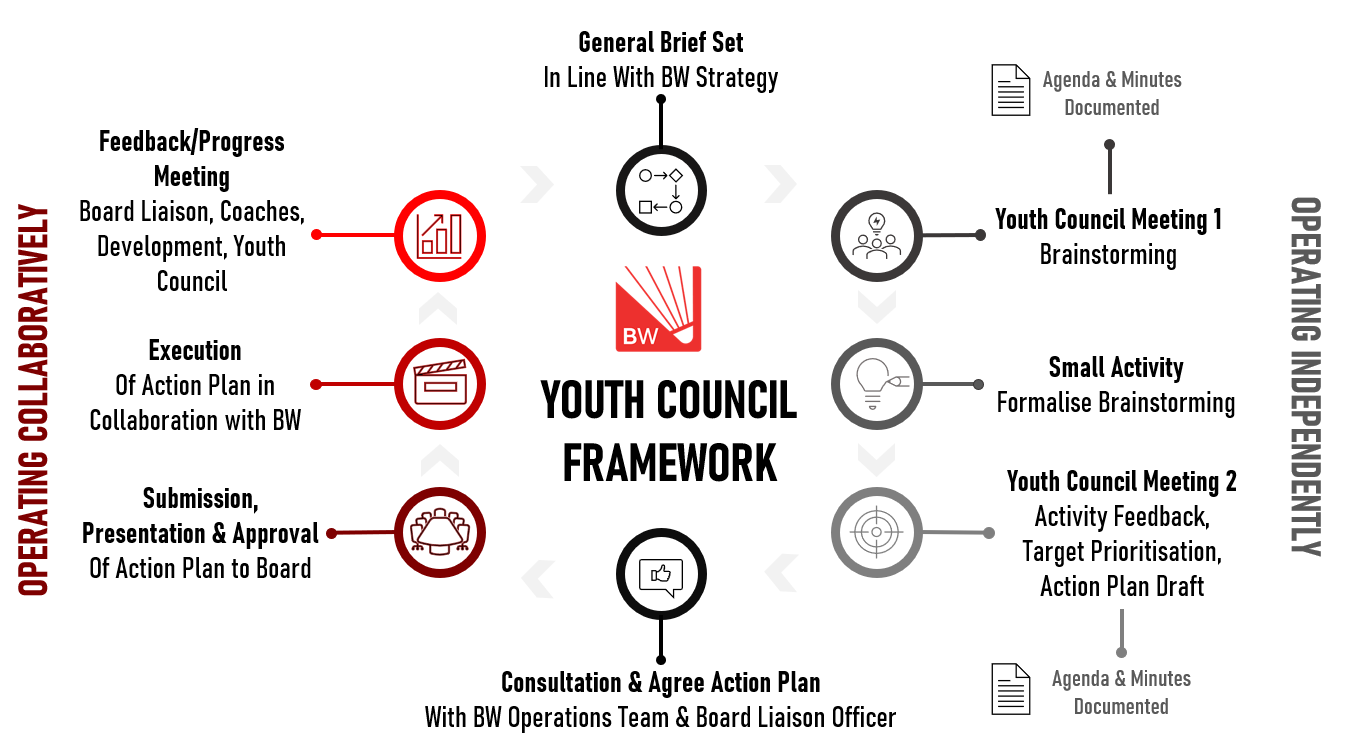 General Brief Set
In Line With BW Strategy
Agenda & Minutes
Documented
Feedback/Progress
Meeting
Board Liaison, Coaches,
Development, Youth
Council
Youth Council Meeting 1
Brainstorming
OPERATING COLLABORATIVELY
OPERATING INDEPENDENTLY
BW
Execution
Of Action Plan in
Collaboration with BW
YOUTH COUNCIL
FRAMEWORK
Small Activity
Formalise Brainstorming
Submission,
Presentation & Approval
Of Action Plan to Board
Youth Council Meeting 2
Activity Feedback,
Target Prioritisation,
Action Plan Draft
Consultation & Agree Action Plan
With BW Operations Team & Board Liaison Officer
Agenda & Minutes
Documented